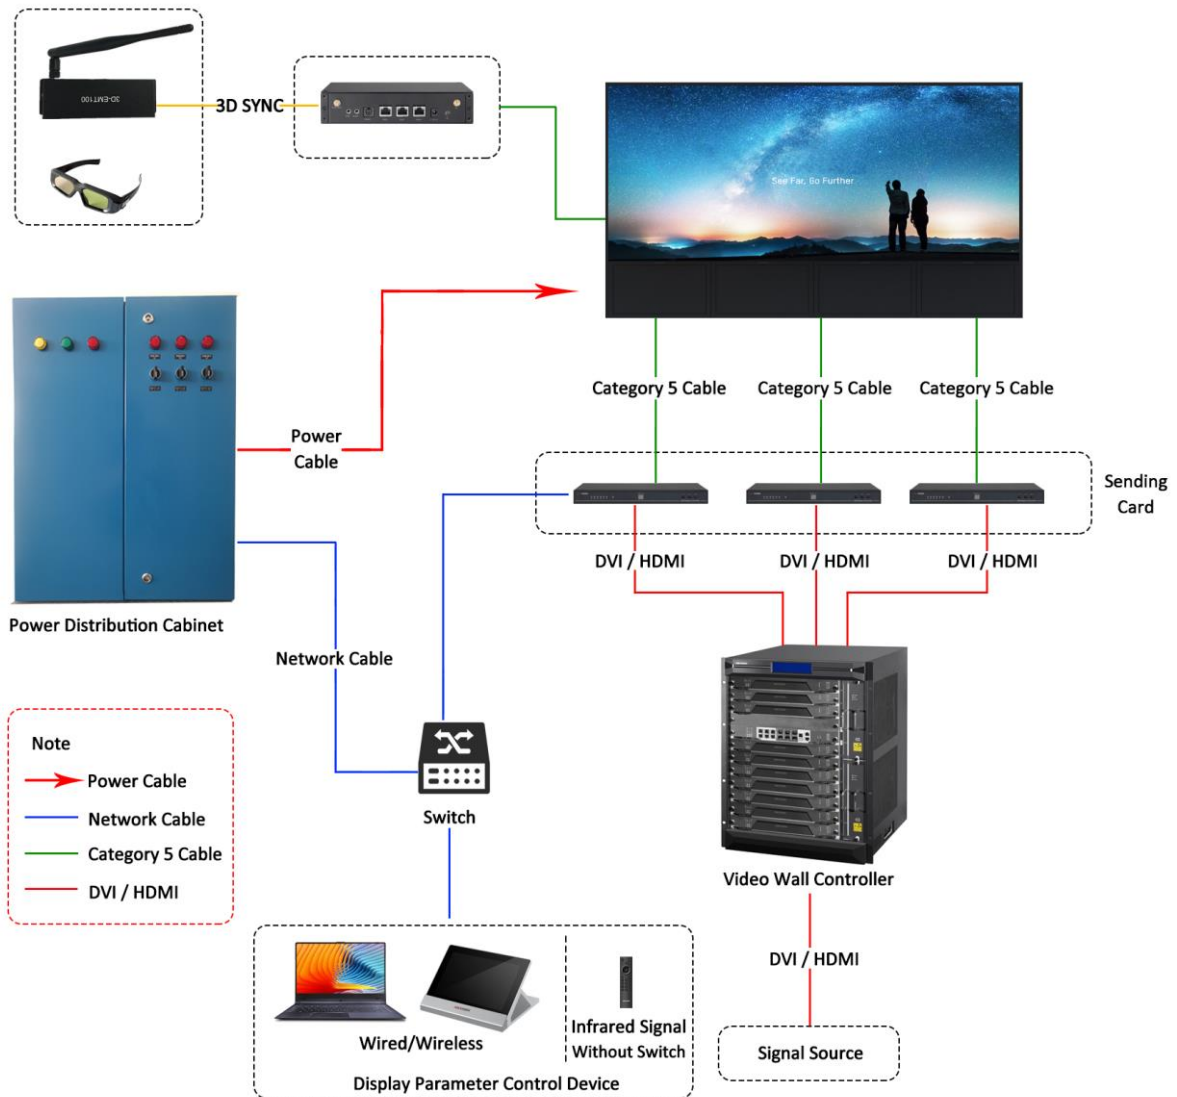 3D-EMT100
3D SYNC
See Far, Go Further
Category 5 Cable
Category 5 Cable
Category 5 Cable
Power
Cable
Sending
Card
DVI / HDMI
DVI / HDMI
DVI / HDMI
Power Distribution Cabinet
Network Cable
Note
Power Cable
Network Cable
Category 5 Cable
DVI / HDMI
Switch
Video Wall Controller
DVI / HDMI
Wired/Wireless
Infrared Signal
Without Switch
Display Parameter Control Device
Signal Source